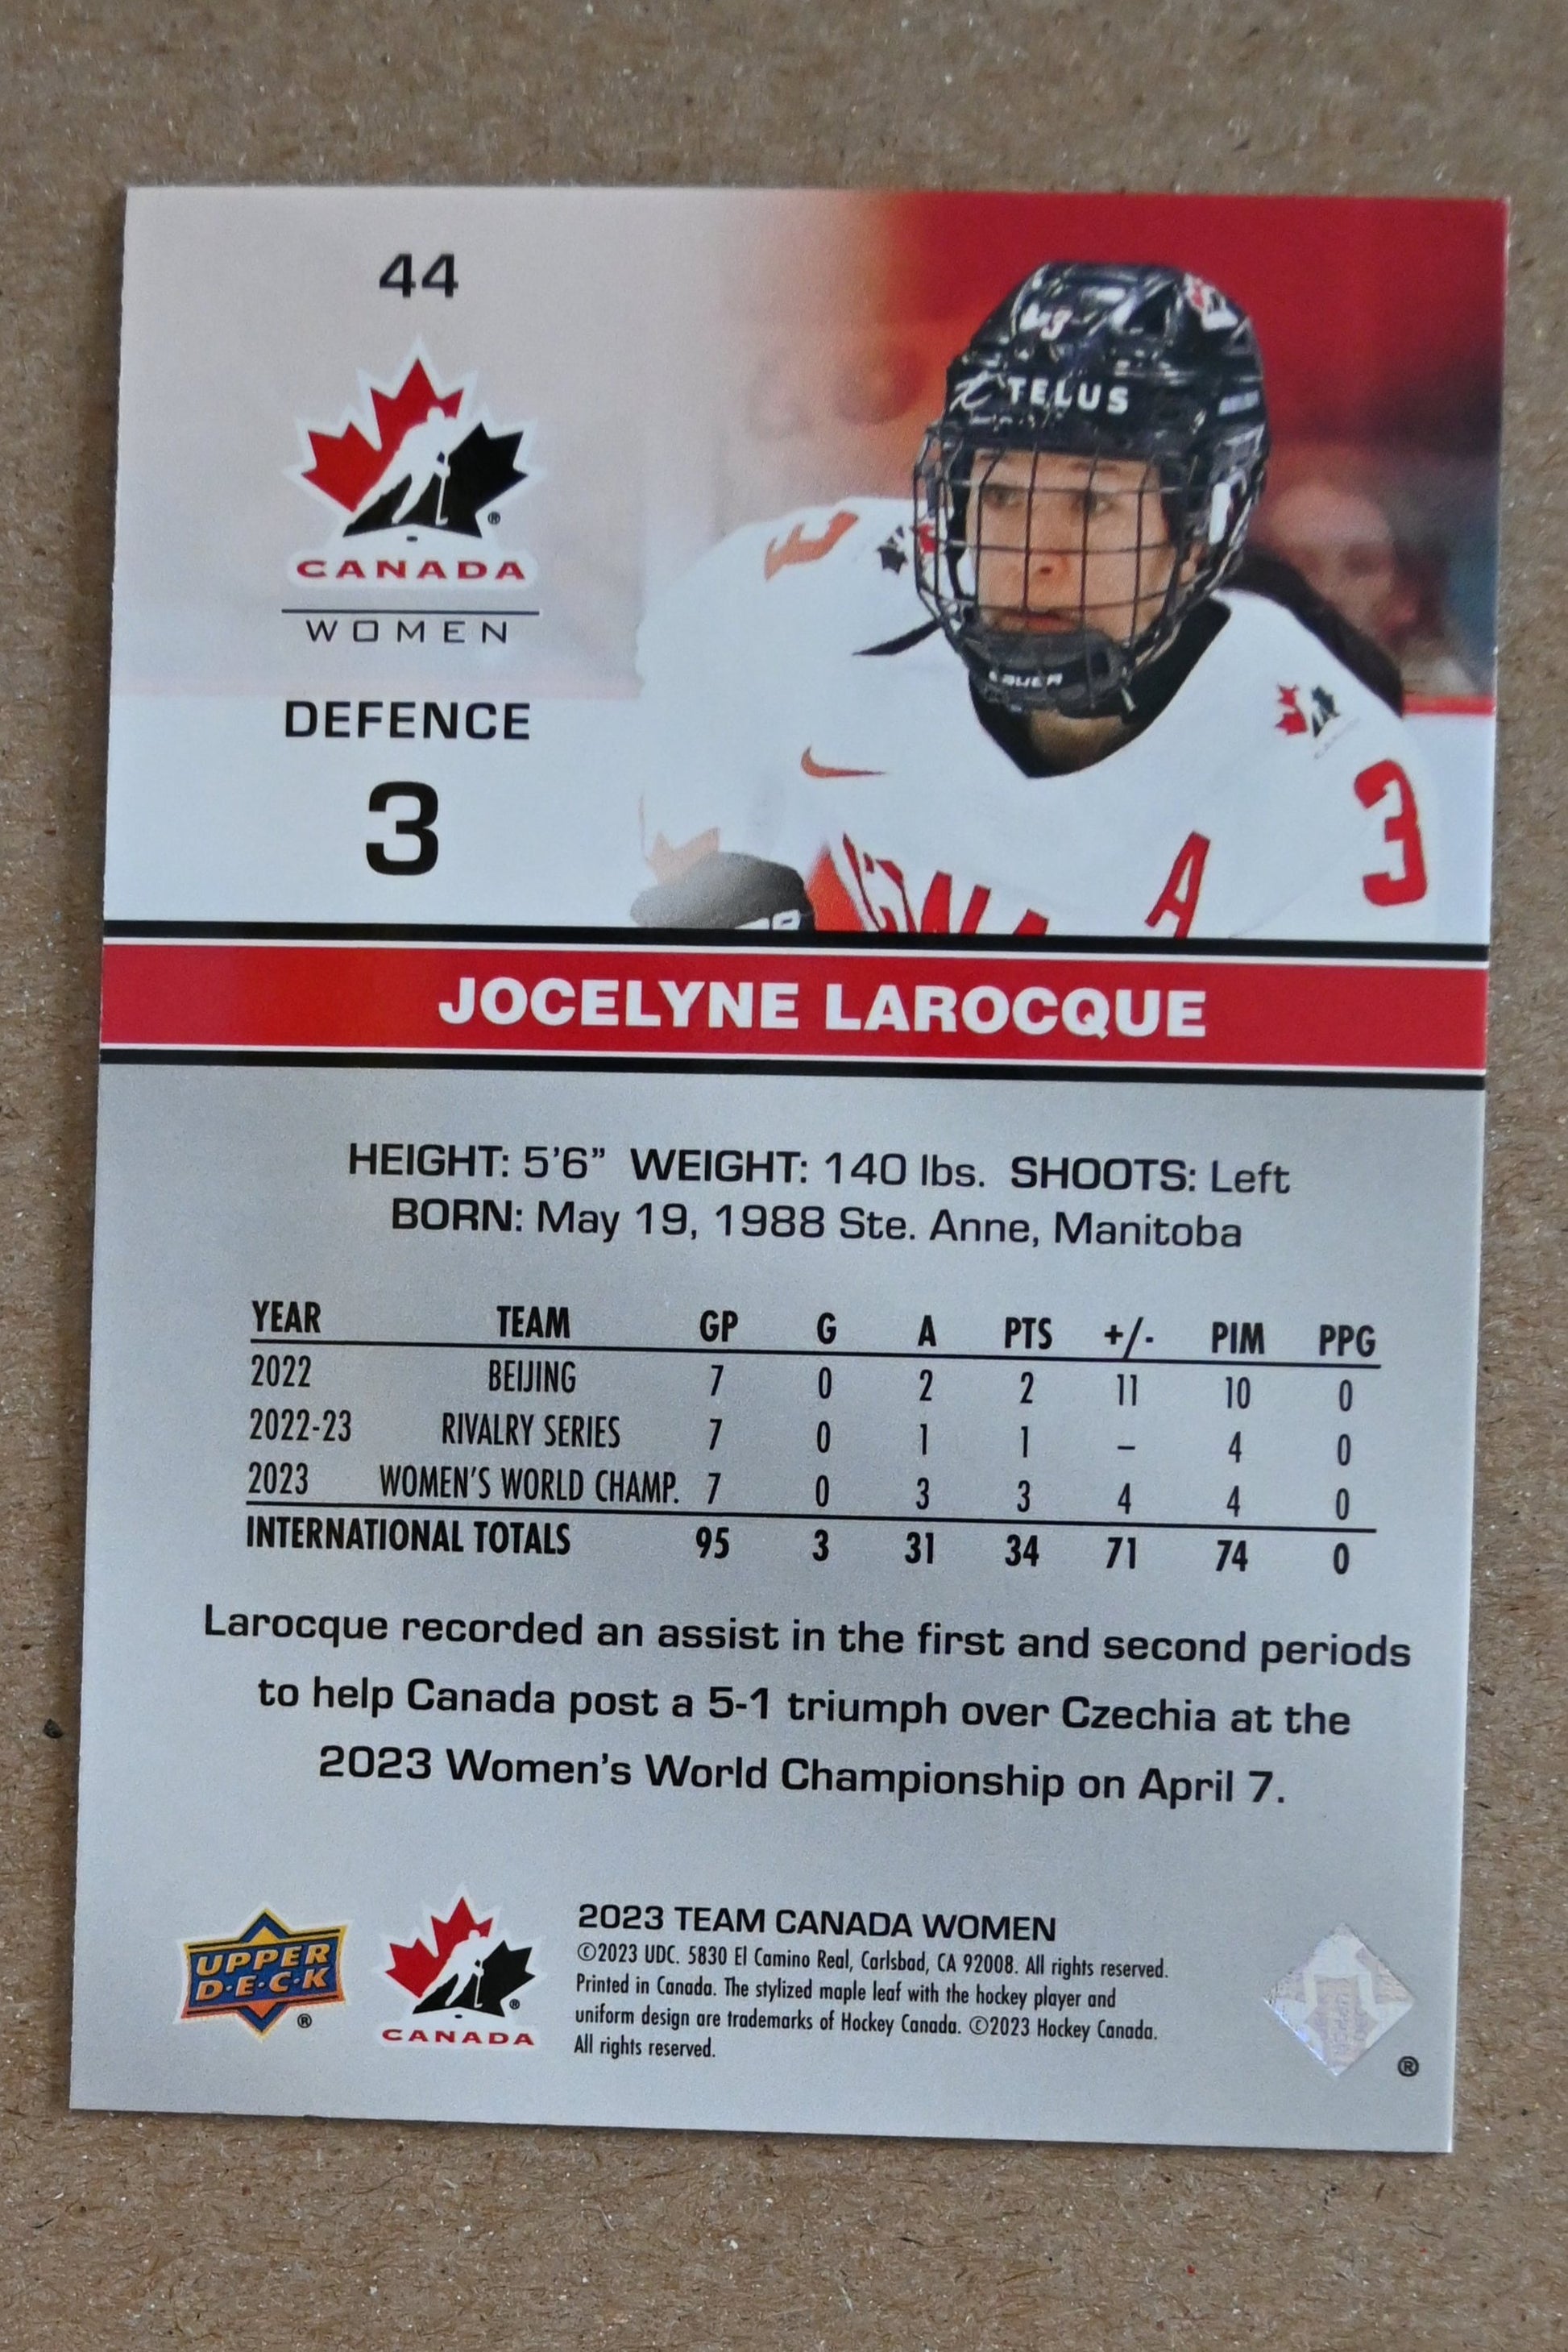 44
TELUS
BAUER
CANADA
WOMEN
DEFENCE
3
A
3
JOCELYNE LAROCQUE
HEIGHT: 5'6" WEIGHT: 140 lbs. SHOOTS: Left
BORN: May 19, 1988 Ste. Anne, Manitoba
YEAR TEAM GP G A PTS +/- PIM PPG
2022 BEIJING 7 0 2 2 11 10 0
2022-23 RIVALRY SERIES 7 0 1 1 – 4 0
2023 WOMEN'S WORLD CHAMP. 7 0 3 3 4 4 0
INTERNATIONAL TOTALS 95 3 31 34 71 74 0
Larocque recorded an assist in the first and second periods
to help Canada post a 5-1 triumph over Czechia at the
2023 Women's World Championship on April 7.
UPPER
D·E·C·K
®
CANADA
®
2023 TEAM CANADA WOMEN
©2023 UDC. 5830 El Camino Real, Carlsbad, CA 92008. All rights reserved.
Printed in Canada. The stylized maple leaf with the hockey player and
uniform design are trademarks of Hockey Canada. ©2023 Hockey Canada.
All rights reserved.
®